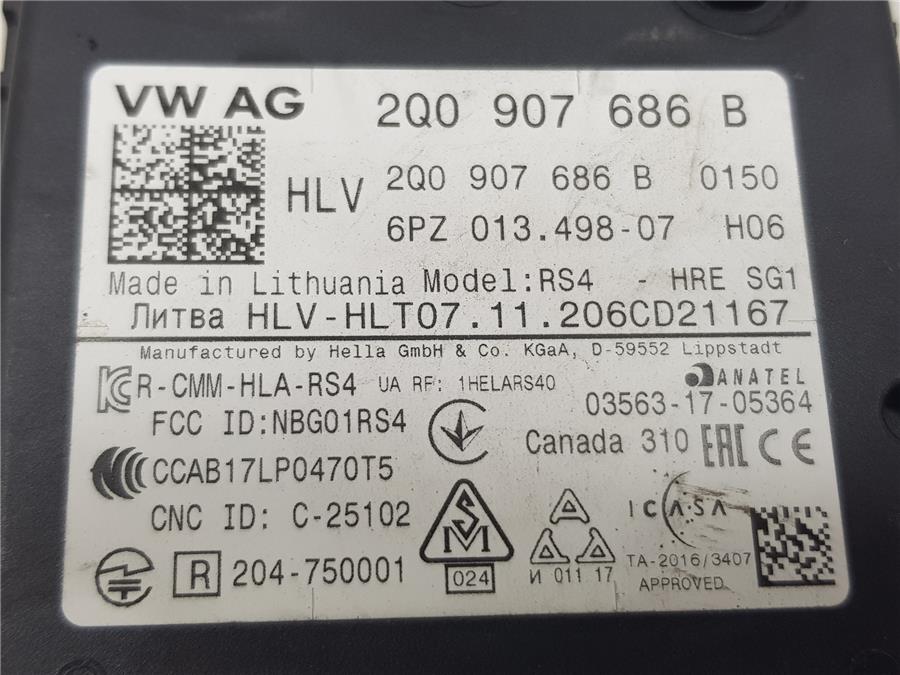 VW AG 2Q0 907 686 B
HLV 2Q0 907 686 B 0150
6PZ 013.498-07 H06
Made in Lithuania Model:RS4 - HRE SG1
Литва HLV-HLT07.11.206CD21167
Manufactured by Hella GmbH & Co. KGaA, D-59552 Lippstadt
R-CMM-HLA-RS4 UA RF: 1HELARS40 ANATEL
03563-17-05364
FCC ID:NBG01RS4
Canada 310 EAC CE
CCAB17LP0470T5
CNC ID: C-25102
ICASA
SM
R 204-750001
024
И 011 17
TA-2016/3407
APPROVED